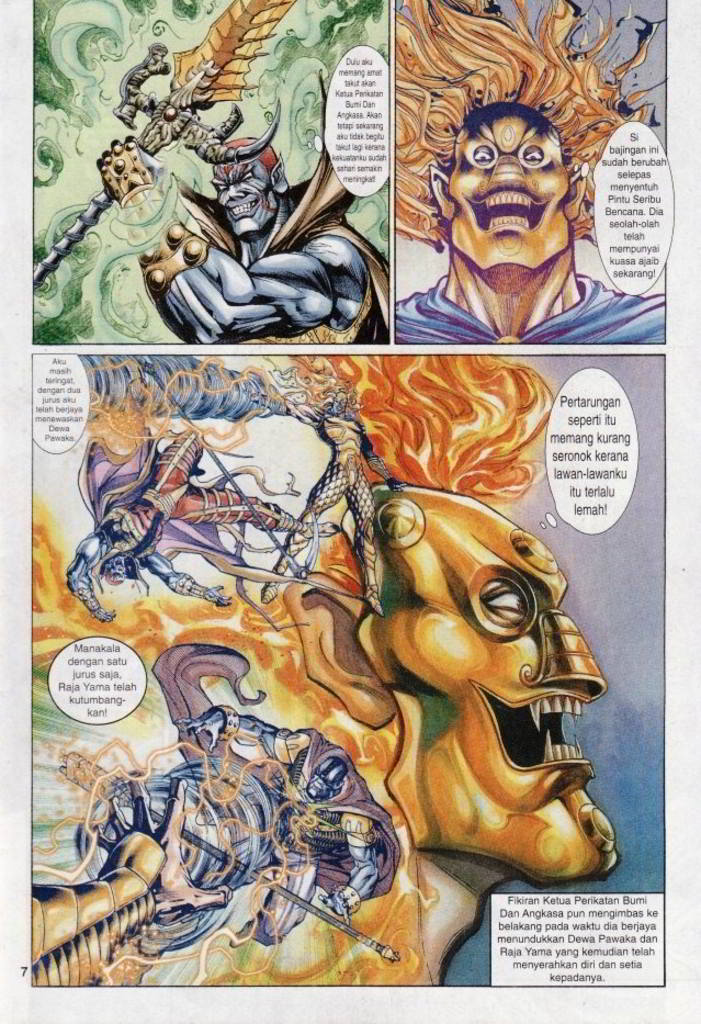 Dulu aku
memang amat
takut akan
Ketua Perikatan
Bumi Dan
Angkasa. Akan
tetapi sekarang
aku tidak begitu
takut lagi kerana
kekuatanku sudah
sehari semakin
meningkat!
Si
bajingan ini
sudah berubah
selepas
menyentuh
Pintu Seribu
Bencana. Dia
seolah-olah
telah
mempunyai
kuasa ajaib
sekarang!
Aku
masih
teringat,
dengan dua
jurus aku
telah berjaya
menewaskan
Dewa
Pawaka.
Pertarungan
seperti itu
memang kurang
seronok kerana
lawan-lawanku
itu terlalu
lemah!
Manakala
dengan satu
jurus saja,
Raja Yama telah
kutumbang-
kan!
Fikiran Ketua Perikatan Bumi
Dan Angkasa pun mengimbas ke
belakang pada waktu dia berjaya
menundukkan Dewa Pawaka dan
Raja Yama yang kemudian telah
menyerahkan diri dan setia
kepadanya.
7